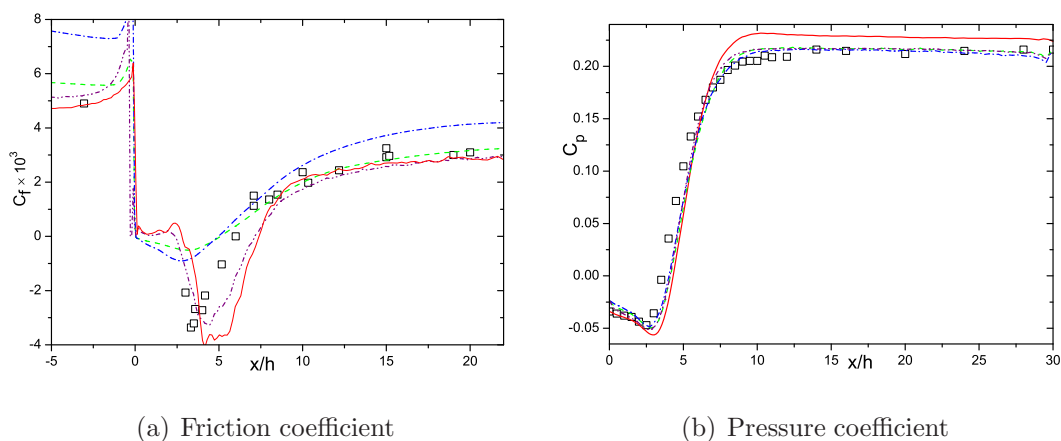 8
6
4
2
0
-2
-4
C_f × 10^3
-5 0 5 10 15 20
x/h
0.20
0.15
0.10
0.05
0.00
-0.05
C_p
0 5 10 15 20 25 30
x/h
(a) Friction coefficient
(b) Pressure coefficient